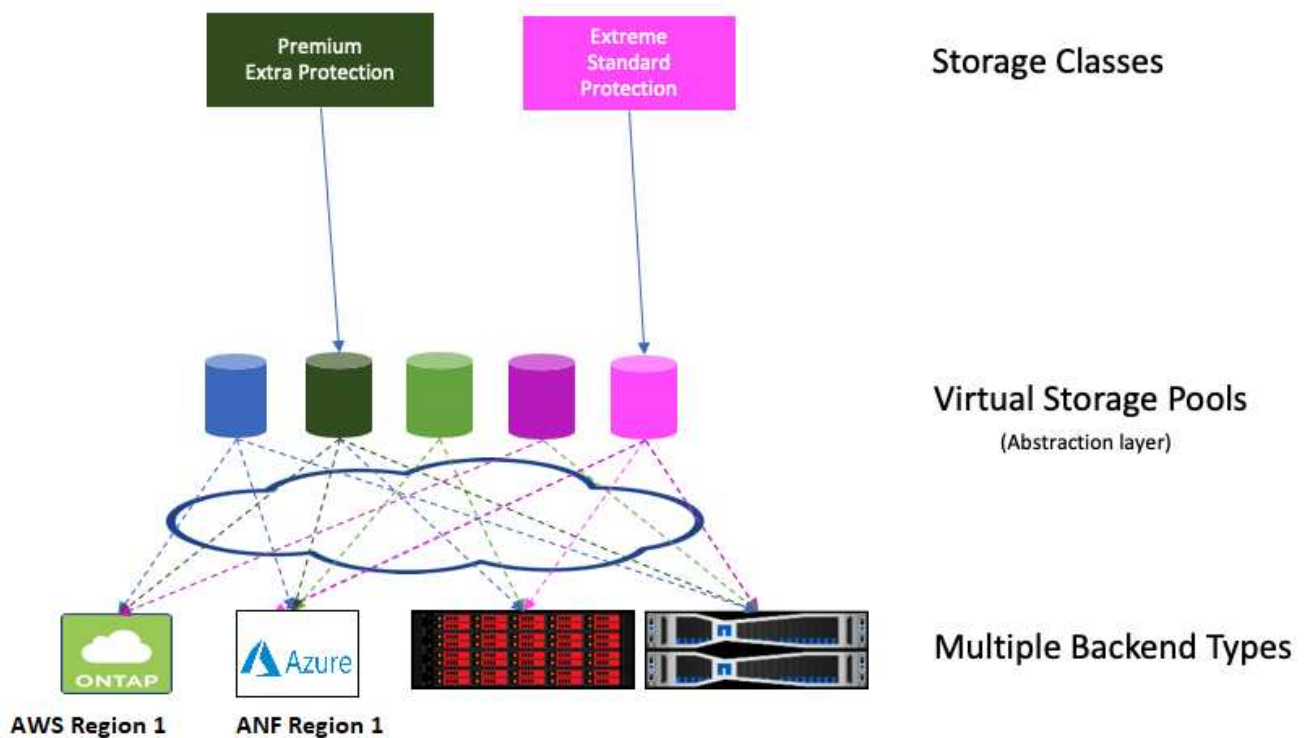 Premium
Extra Protection
Extreme
Standard
Protection
Storage Classes
Virtual Storage Pools
(Abstraction layer)
ONTAP
Azure
Multiple Backend Types
AWS Region 1
ANF Region 1